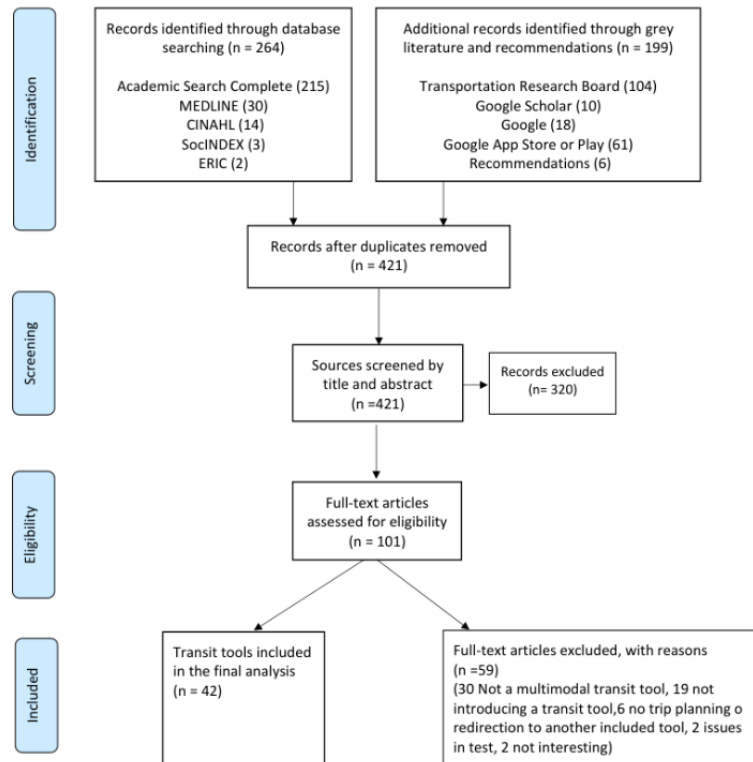 Identification
Records identified through database
searching (n = 264)
Academic Search Complete (215)
MEDLINE (30)
CINAHL (14)
SocINDEX (3)
ERIC (2)
Additional records identified through grey
literature and recommendations (n = 199)
Transportation Research Board (104)
Google Scholar (10)
Google (18)
Google App Store or Play (61)
Recommendations (6)
Records after duplicates removed
(n = 421)
Screening
Sources screened by
title and abstract
(n =421)
Records excluded
(n= 320)
Eligibility
Full-text articles
assessed for eligibility
(n = 101)
Included
Transit tools included
in the final analysis
(n = 42)
Full-text articles excluded, with reasons
(n =59)
(30 Not a multimodal transit tool, 19 not
introducing a transit tool,6 no trip planning o
redirection to another included tool, 2 issues
in test, 2 not interesting)